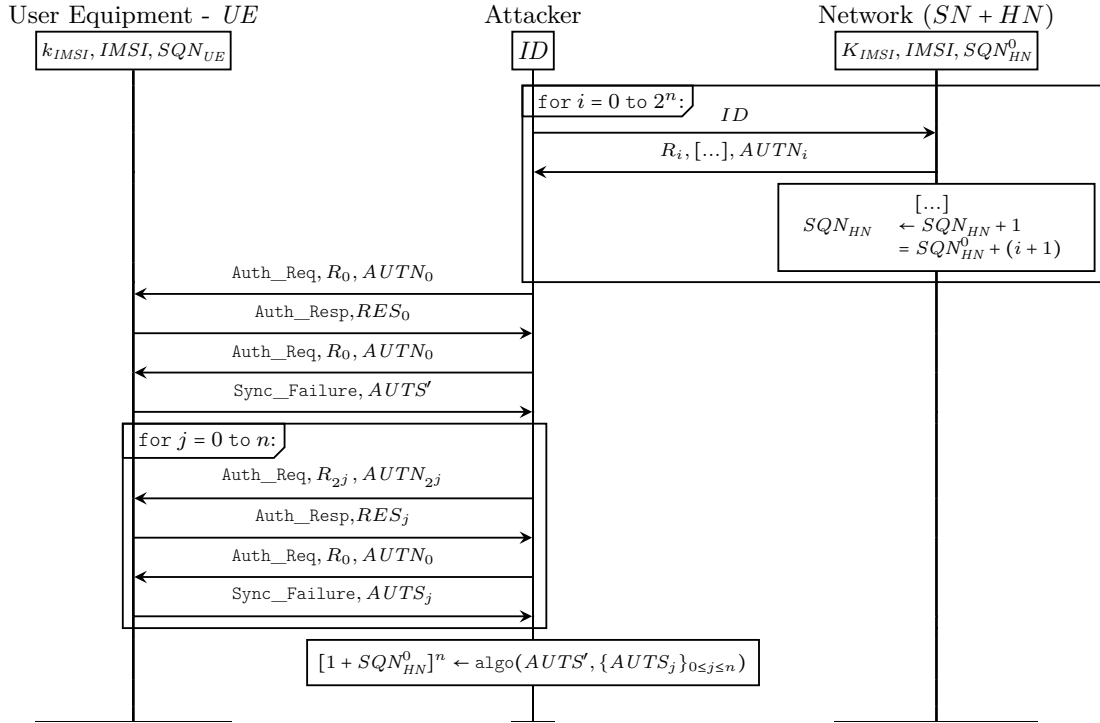 User Equipment - UE
Attacker
Network (SN + HN)
k_IMSI, IMSI, SQN_UE
ID
K_IMSI, IMSI, SQN^0_HN
for i = 0 to 2^n:
ID
R_i, [...], AUTN_i
[...]
SQN_HN ← SQN_HN + 1
= SQN^0_HN + (i + 1)
Auth_Req, R_0, AUTN_0
Auth_Resp, RES_0
Auth_Req, R_0, AUTN_0
Sync_Failure, AUTS′
for j = 0 to n:
Auth_Req, R_2^j, AUTN_2^j
Auth_Resp, RES_j
Auth_Req, R_0, AUTN_0
Sync_Failure, AUTS_j
[1 + SQN^0_HN]^n ← algo(AUTS′, {AUTS_j}_0≤j≤n)